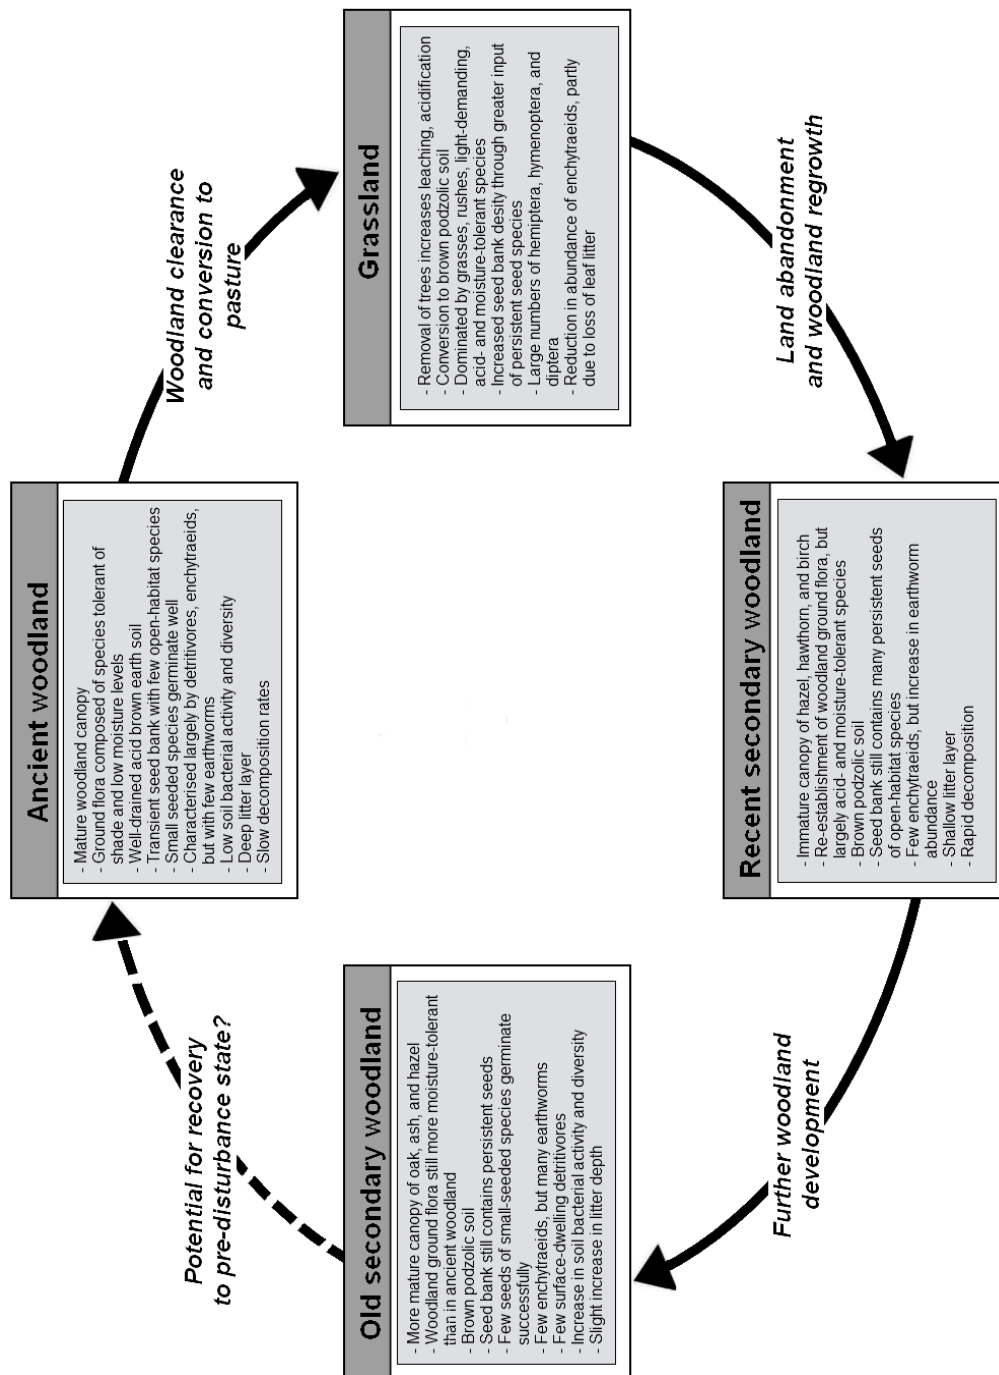 Ancient woodland
- Mature woodland canopy
- Ground flora composed of species tolerant of
shade and low moisture levels
- Well-drained acid brown earth soil
- Transient seed bank with few open-habitat species
- Small seeded species germinate well
- Characterised largely by detritivores, enchytraeids,
but with few earthworms
- Low soil bacterial activity and diversity
- Deep litter layer
- Slow decomposition rates
Woodland clearance
and conversion to
pasture
Grassland
- Removal of trees increases leaching, acidification
- Conversion to brown podzolic soil
- Dominated by grasses, rushes, light-demanding,
acid- and moisture-tolerant species
- Increased seed bank desity through greater input
of persistent seed species
- Large numbers of hemiptera, hymenoptera, and
diptera
- Reduction in abundance of enchytraeids, partly
due to loss of leaf litter
Land abandonment
and woodland regrowth
Recent secondary woodland
- Immature canopy of hazel, hawthorn, and birch
- Re-establishment of woodland ground flora, but
largely acid- and moisture-tolerant species
- Brown podzolic soil
- Seed bank still contains many persistent seeds
of open-habitat species
- Few enchytraeids, but increase in earthworm
abundance
- Shallow litter layer
- Rapid decomposition
Further woodland
development
Old secondary woodland
- More mature canopy of oak, ash, and hazel
- Woodland ground flora still more moisture-tolerant
than in ancient woodland
- Brown podzolic soil
- Seed bank still contains persistent seeds
- Few seeds of small-seeded species germinate
successfully
- Few enchytraeids, but many earthworms
- Few surface-dwelling detritivores
- Increase in soil bacterial activity and diversity
- Slight increase in litter depth
Potential for recovery
to pre-disturbance state?